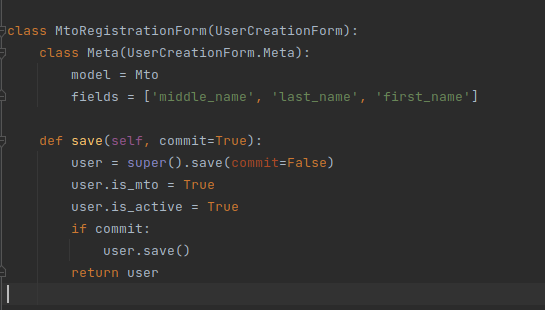 class MtoRegistrationForm(UserCreationForm):
    class Meta(UserCreationForm.Meta):
        model = Mto
        fields = ['middle_name', 'last_name', 'first_name']

    def save(self, commit=True):
        user = super().save(commit=False)
        user.is_mto = True
        user.is_active = True
        if commit:
            user.save()
        return user